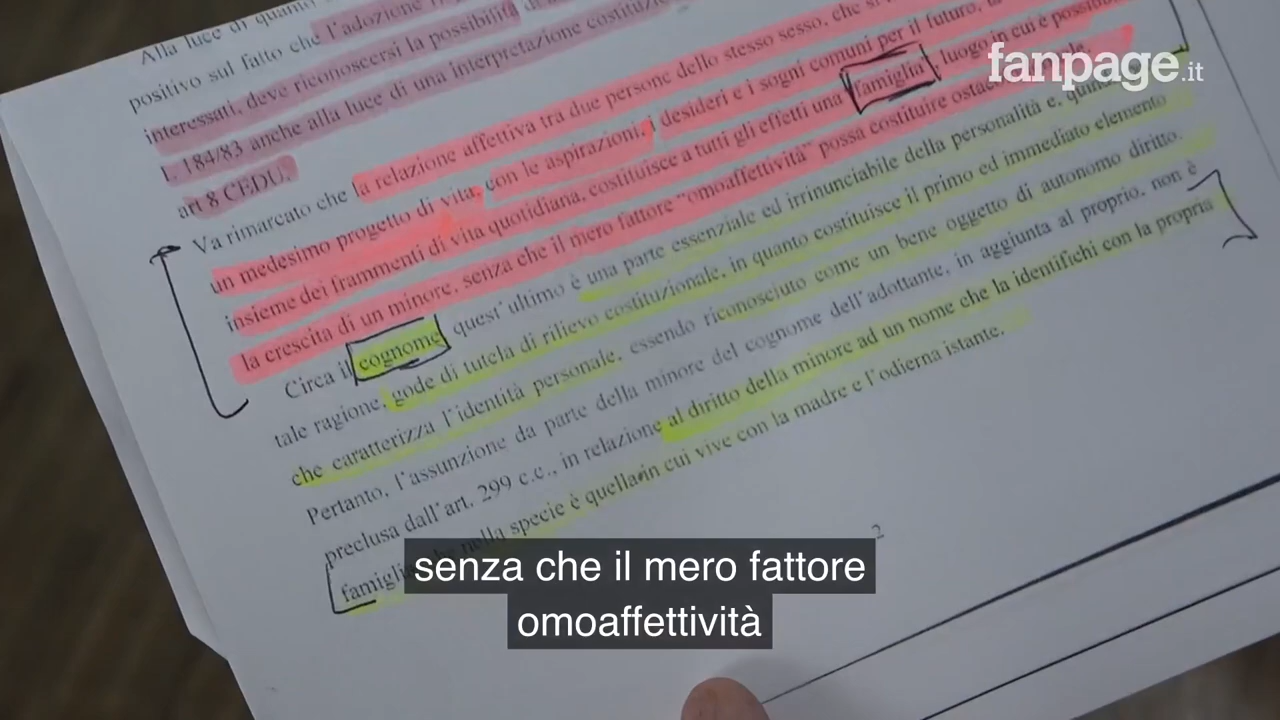 fanpage.it
Alla luce di quanto
positivo sul fatto che l'adozione
interessati, deve riconoscersi la possibilità
L. 184/83 anche alla luce di una interpretazione
art 8 CEDU.
Va rimarcato che la relazione affettiva tra due persone dello stesso sesso, che si
un medesimo progetto di vita, con le aspirazioni, i desideri e i sogni comuni per il futuro,
insieme dei frammenti di vita quotidiana, costituisce a tutti gli effetti una famiglia, luogo in cui è possibile
la crescita di un minore, senza che il mero fattore "omoaffettività" possa costituire
Circa il cognome, quest'ultimo è una parte essenziale ed irrinunciabile della personalità e,
tale ragione, gode di tutela di rilievo costituzionale, in quanto costituisce il primo ed immediato elemento
che caratterizza l'identità personale, essendo riconosciuto come un bene oggetto di autonomo diritto.
Pertanto, l'assunzione da parte della minore del cognome dell'adottante, in aggiunta al proprio, non è
preclusa dall'art. 299 c.c., in relazione al diritto della minore ad un nome che la identifichi con la propria
famiglia, nella specie è quella in cui vive con la madre e l'odierna istante.
2
senza che il mero fattore
omoaffettività